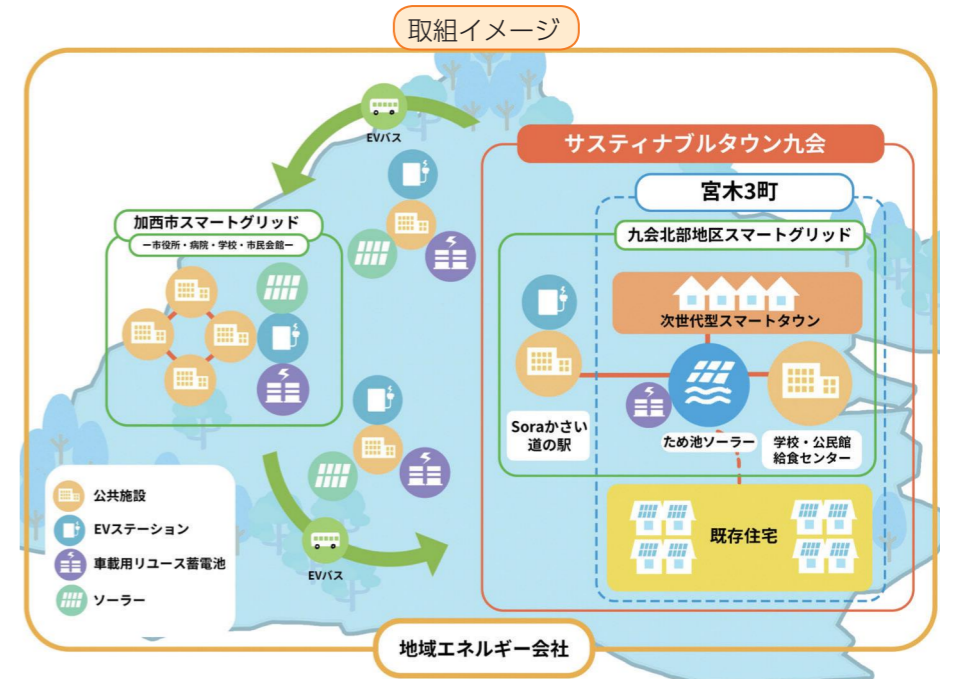 取組イメージ
EVバス
サスティナブルタウン九会
宮木3町
加西市スマートグリッド
ー市役所・病院・学校・市民会館ー
九会北部地区スマートグリッド
次世代型スマートタウン
Soraかさい
道の駅
ため池ソーラー
学校・公民館
給食センター
既存住宅
公共施設
EVステーション
車載用リユース蓄電池
ソーラー
EVバス
地域エネルギー会社